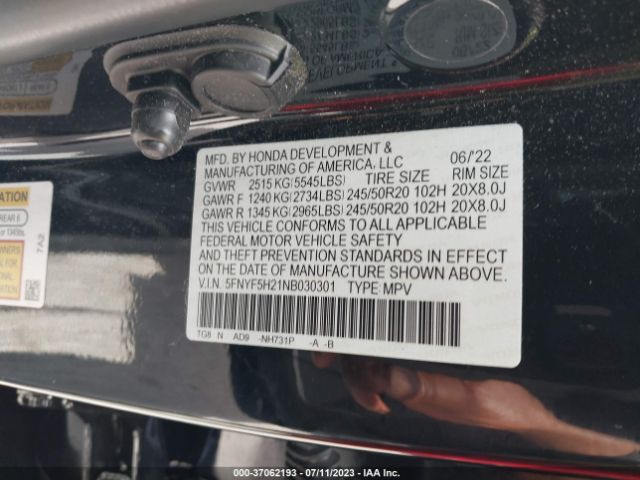 MFD. BY HONDA DEVELOPMENT &
MANUFACTURING OF AMERICA, LLC 06/'22
GVWR 2515 KG (5545LBS) TIRE SIZE RIM SIZE
GAWR F 1240 KG (2734LBS) 245/50R20 102H 20X8.0J
GAWR R 1345 KG (2965LBS) 245/50R20 102H 20X8.0J
THIS VEHICLE CONFORMS TO ALL APPLICABLE
FEDERAL MOTOR VEHICLE SAFETY
AND THEFT PREVENTION STANDARDS IN EFFECT
ON THE DATE OF MANUFACTURE SHOWN ABOVE.
V.I.N. 5FNYF5H21NB030301 TYPE:MPV
TG8 N AD9 -NH731P -A -B
REAR 6
7A2
000-37062193 - 07/11/2023 - IAA Inc.